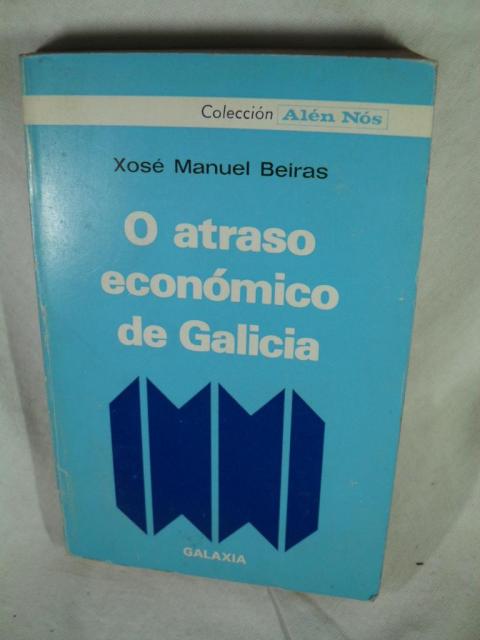 Colección Alén Nós
Xosé Manuel Beiras
O atraso
económico
de Galicia
GALAXIA